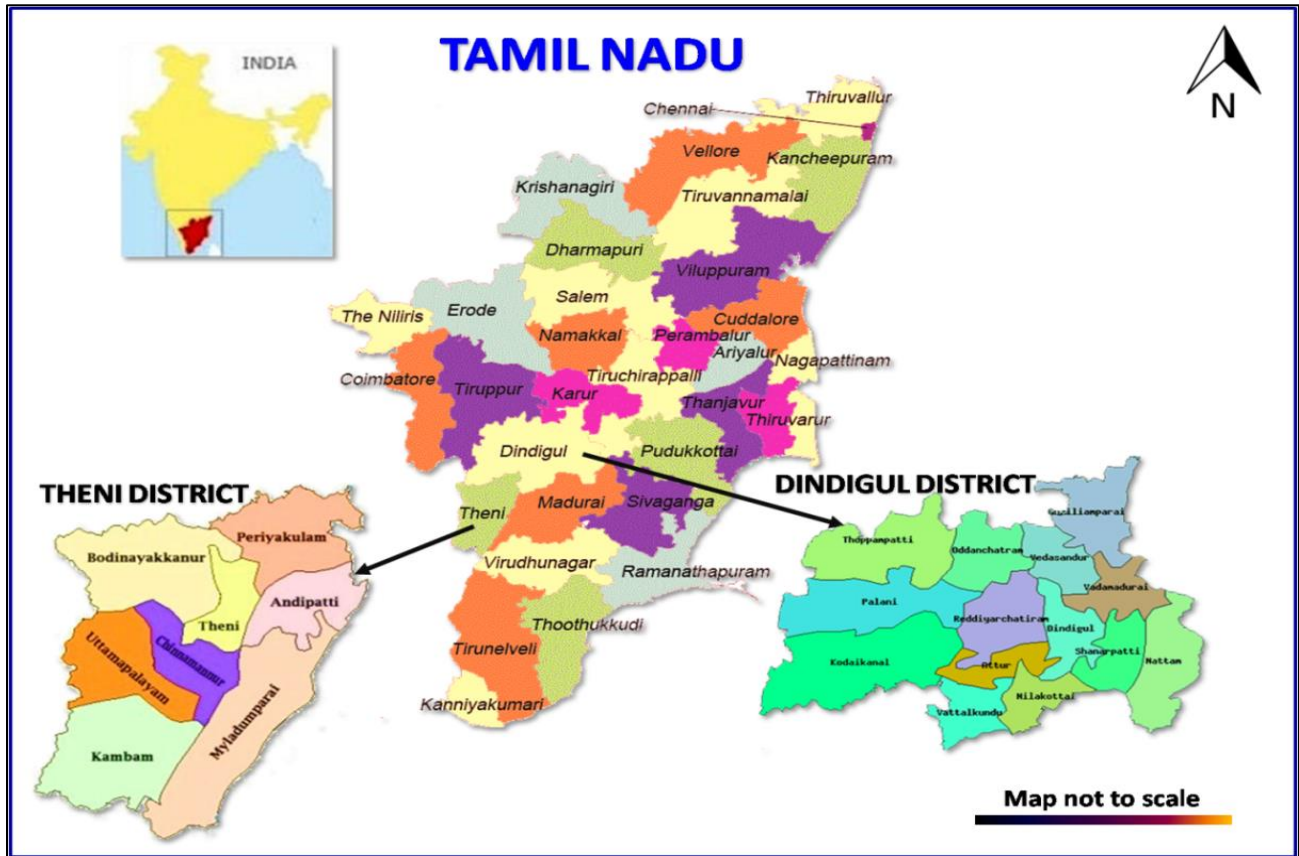 TAMIL NADU
INDIA
N
Thiruvallur
Chennai
Vellore
Kancheepuram
Krishanagiri
Tiruvannamalai
Dharmapuri
Viluppuram
Salem
Erode
The Niliris
Cuddalore
Namakkal
Perambalur
Ariyalur
Nagapattinam
Coimbatore
Tiruppur
Karur
Tiruchirappalli
Thanjavur
Thiruvarur
Dindigul
Pudukkottai
Theni
Madurai
Sivaganga
Virudhunagar
Ramanathapuram
Thoothukkudi
Tirunelveli
Kanniyakumari
THENI DISTRICT
Periyakulam
Bodinayakkanur
Andipatti
Theni
Uttamapalayam
Chinnamannur
Myladumparai
Kambam
DINDIGUL DISTRICT
Guziliamparai
Thoppampatti
Oddanchatram
Vedasandur
Vadamadurai
Palani
Reddiyarchatiram
Dindigul
Shanarpatti
Nattam
Kodaikanal
Attur
Nilakottai
Vattalkundu
Map not to scale